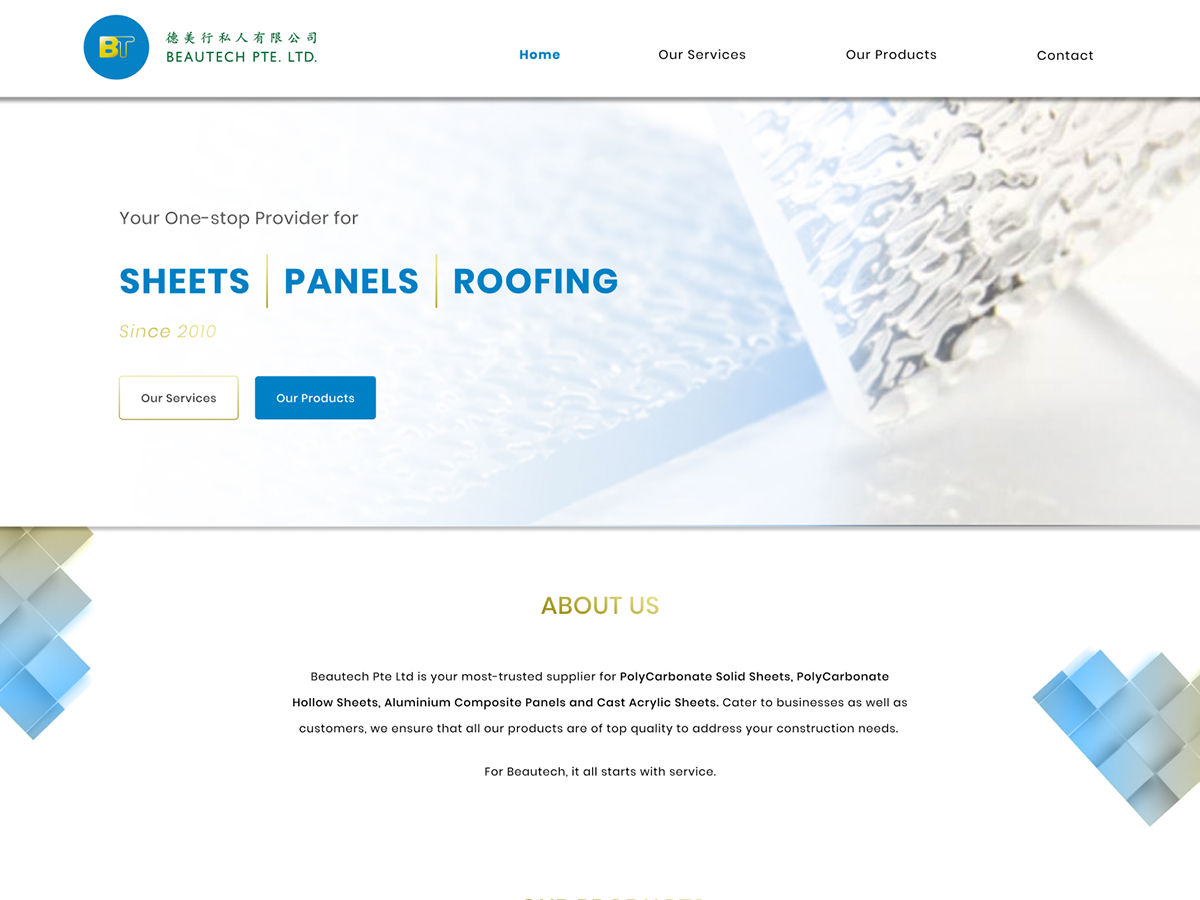 BT
德美行私人有限公司
BEAUTECH PTE. LTD.
Home
Our Services
Our Products
Contact
Your One-stop Provider for
SHEETS
PANELS
ROOFING
Since 2010
Our Services
Our Products
ABOUT US
Beautech Pte Ltd is your most-trusted supplier for PolyCarbonate Solid Sheets, PolyCarbonate
Hollow Sheets, Aluminium Composite Panels and Cast Acrylic Sheets. Cater to businesses as well as
customers, we ensure that all our products are of top quality to address your construction needs.
For Beautech, it all starts with service.